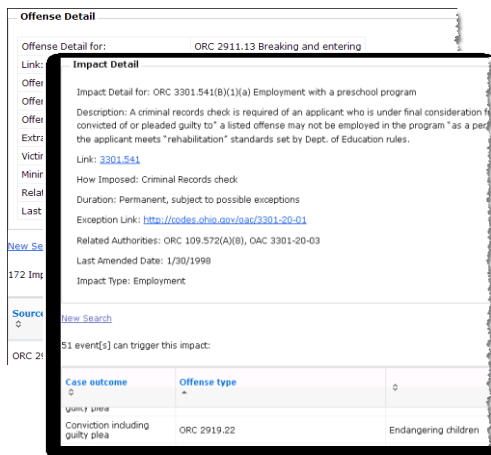 Offense Detail
Offense Detail for: ORC 2911.13 Breaking and entering
Link:
Offer
Offer
Offer
Extra
Victir
Minir
Relat
Last
New Se
172 Imp
Source
ORC 29
Impact Detail
Impact Detail for: ORC 3301.541(B)(1)(a) Employment with a preschool program
Description: A criminal records check is required of an applicant who is under final consideration f
convicted of or pleaded guilty to" a listed offense may not be employed in the program "as a per
the applicant meets "rehabilitation" standards set by Dept. of Education rules.
Link: 3301.541
How Imposed: Criminal Records check
Duration: Permanent, subject to possible exceptions
Exception Link: http://codes.ohio.gov/oac/3301-20-01
Related Authorities: ORC 109.572(A)(8), OAC 3301-20-03
Last Amended Date: 1/30/1998
Impact Type: Employment
New Search
51 event[s] can trigger this impact:
Case outcome Offense type
guilty plea
Conviction including ORC 2919.22 Endangering children
guilty plea